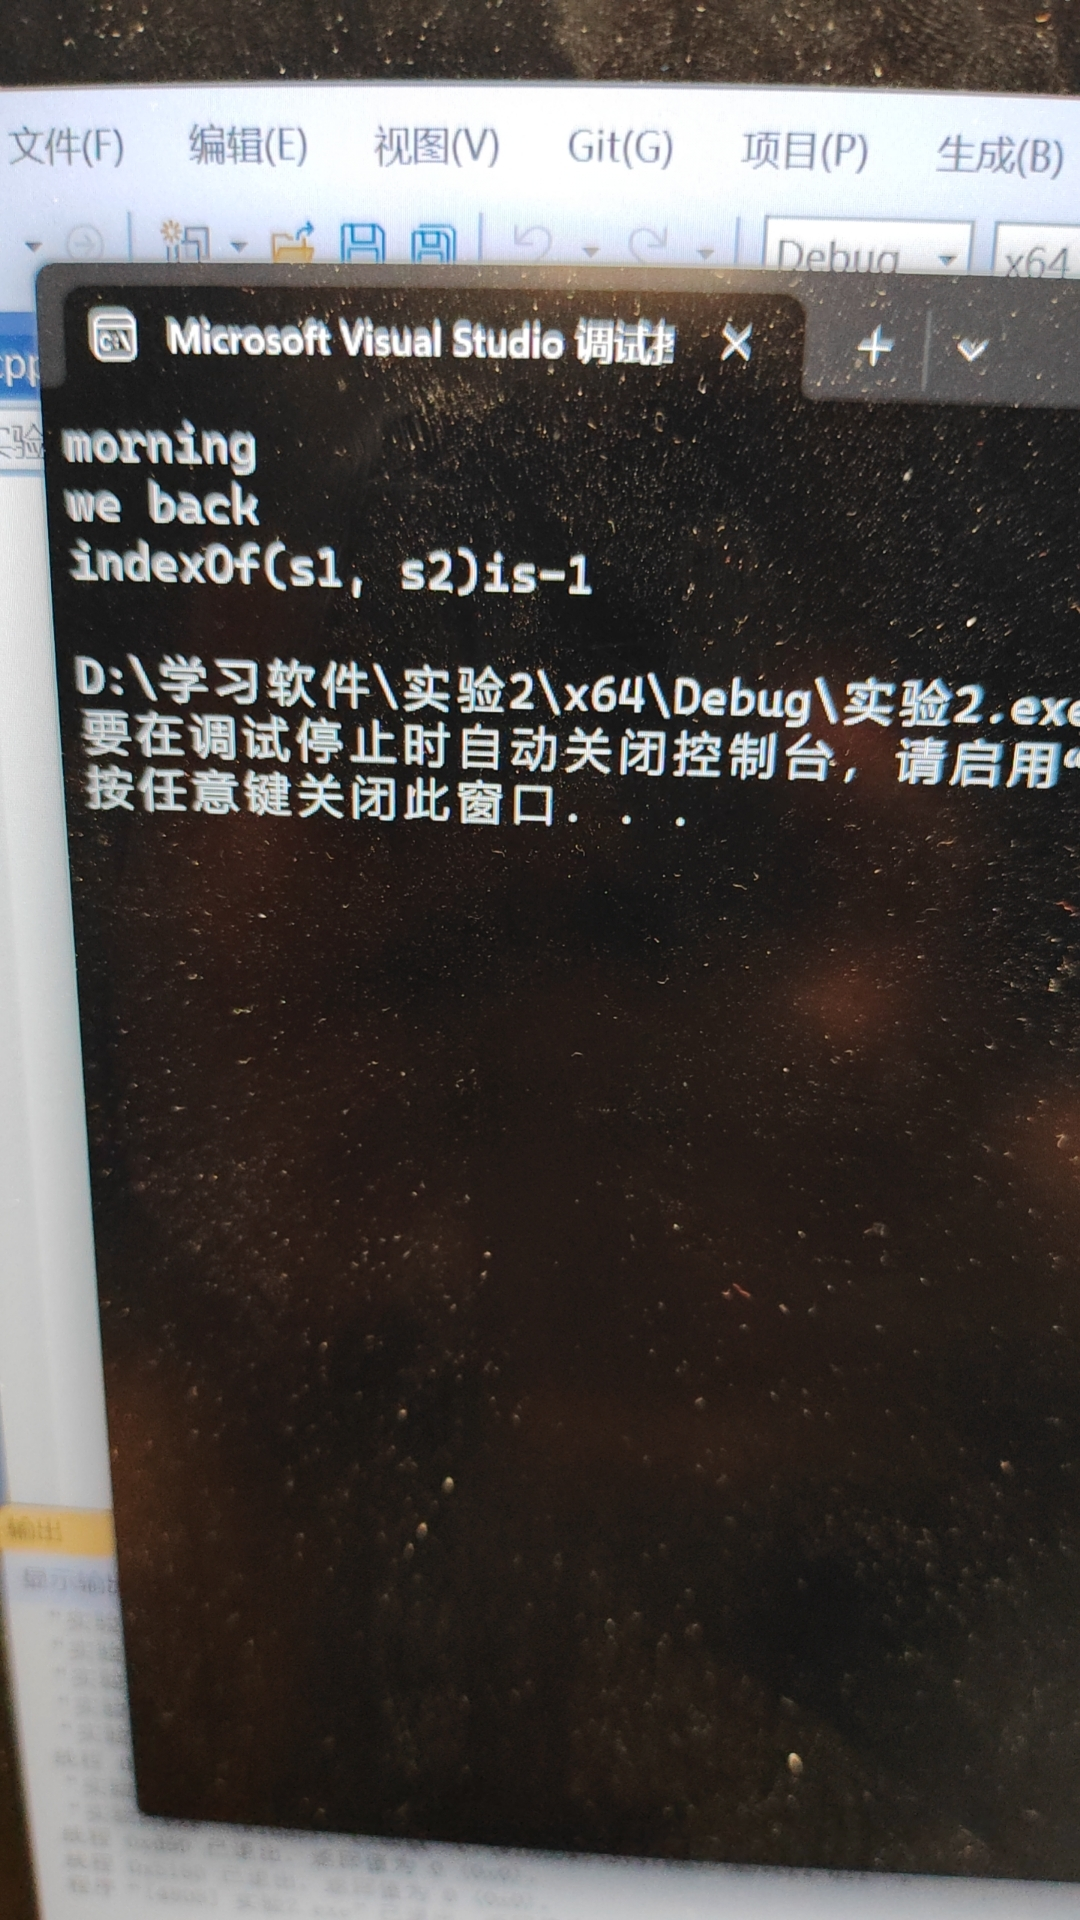 文件(F) 编辑(E) 视图(V) Git(G) 项目(P) 生成(B)
Debug x64
Microsoft Visual Studio 调试
cpp
实验
morning
we back
indexOf(s1, s2)is-1
D:\学习软件\实验2\x64\Debug\实验2.exe
要在调试停止时自动关闭控制台, 请启用“
按任意键关闭此窗口. . .
输出